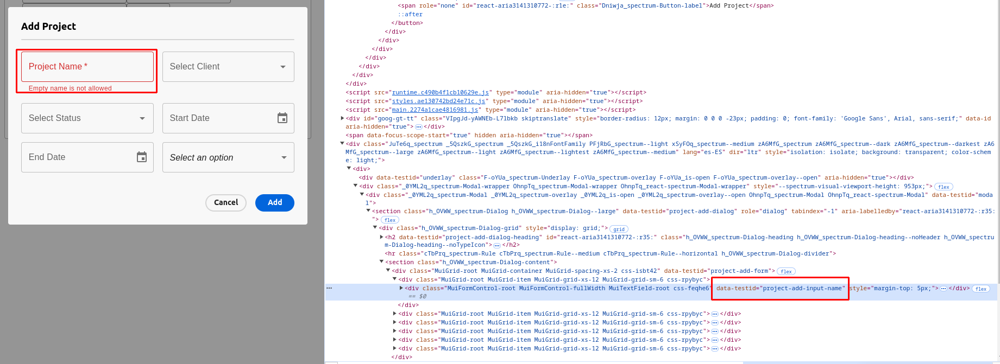 Add Project
Project Name *
Select Client
Empty name is not allowed
Select Status
Start Date
End Date
Select an option
Cancel
Add
<span role="none" id="react-aria3141310772-:r1e:" class="Dniwja_spectrum-Button-label">Add Project</span>
::after
</button>
</div>
</div>
</div>
</div>
</div>
</div>
</div>
<script src="runtime.c490b4f1cb10629e.js" type="module" aria-hidden="true"></script>
<script src="styles.ae130742bd24e71c.js" type="module" aria-hidden="true"></script>
<script src="main.2274a1cae4816981.js" type="module" aria-hidden="true"></script>
<div id="goog-gt-tt" class="VIpgJd-yAWNEb-L7lbkb skiptranslate" style="border-radius: 12px; margin: 0 0 0 -23px; padding: 0; font-family: 'Google Sans', Arial, sans-serif;" data-id
aria-hidden="true">…</div>
<span data-focus-scope-start="true" hidden aria-hidden="true"></span>
<div class="JuTe6q_spectrum _5QszkG_spectrum _5QszkG_i18nFontFamily PFjRbG_spectrum--light xSyFOq_spectrum--medium zA6MfG_spectrum zA6MfG_spectrum--dark zA6MfG_spectrum--darkest zA6
MfG_spectrum--large zA6MfG_spectrum--light zA6MfG_spectrum--lightest zA6MfG_spectrum--medium" lang="es-ES" dir="ltr" style="isolation: isolate; background: transparent; color-schem
e: light;">
<div>
<div data-testid="underlay" class="F-oYUa_spectrum-Underlay F-oYUa_spectrum-overlay F-oYUa_is-open F-oYUa_spectrum-overlay--open" aria-hidden="true"></div>
<div class="_0YML2q_spectrum-Modal-wrapper OhnpTq_spectrum-Modal-wrapper OhnpTq_react-spectrum-Modal-wrapper" style="--spectrum-visual-viewport-height: 953px;"> flex
<div class="_0YML2q_spectrum-Modal _0YML2q_spectrum-overlay _0YML2q_is-open _0YML2q_spectrum-overlay--open OhnpTq_spectrum-Modal OhnpTq_react-spectrum-Modal" data-testid="moda
l">
<section class="h_OVWW_spectrum-Dialog h_OVWW_spectrum-Dialog--large" data-testid="project-add-dialog" role="dialog" tabindex="-1" aria-labelledby="react-aria3141310772-:r35:
"> flex
<div class="h_OVWW_spectrum-Dialog-grid" style="display: grid;"> grid
<h2 data-testid="project-add-dialog-heading" id="react-aria3141310772-:r35:" class="h_OVWW_spectrum-Dialog-heading h_OVWW_spectrum-Dialog-heading--noHeader h_OVWW_spectru
m-Dialog-heading--noTypeIcon">…</h2>
<hr class="cTbPrq_spectrum-Rule cTbPrq_spectrum-Rule--medium cTbPrq_spectrum-Rule--horizontal h_OVWW_spectrum-Dialog-divider">
<section class="h_OVWW_spectrum-Dialog-content">
<div class="MuiGrid-root MuiGrid-container MuiGrid-spacing-xs-2 css-isbt42" data-testid="project-add-form"> flex
<div class="MuiGrid-root MuiGrid-item MuiGrid-grid-xs-12 MuiGrid-grid-sm-6 css-rpybyc">
… <div class="MuiFormControl-root MuiFormControl-fullWidth MuiTextField-root css-feqhe6" data-testid="project-add-input-name" style="margin-top: 5px;">…</div> flex
== $0
</div>
<div class="MuiGrid-root MuiGrid-item MuiGrid-grid-xs-12 MuiGrid-grid-sm-6 css-rpybyc">…</div>
<div class="MuiGrid-root MuiGrid-item MuiGrid-grid-xs-12 MuiGrid-grid-sm-6 css-rpybyc">…</div>
<div class="MuiGrid-root MuiGrid-item MuiGrid-grid-xs-12 MuiGrid-grid-sm-6 css-rpybyc">…</div>
<div class="MuiGrid-root MuiGrid-item MuiGrid-grid-xs-12 MuiGrid-grid-sm-6 css-rpybyc">…</div>
<div class="MuiGrid-root MuiGrid-item MuiGrid-grid-xs-12 MuiGrid-grid-sm-6 css-rpybyc">…</div>
</div>